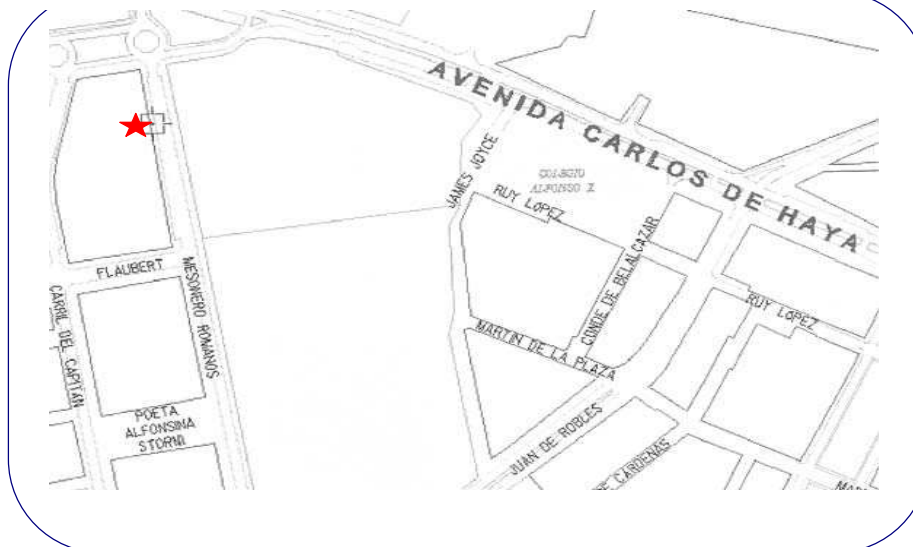 AVENIDA CARLOS DE HAYA
JAMES JOYCE
COLEGIO
ALFONSO X
RUY LOPEZ
CONDE DE BELALCAZAR
FLAUBERT
MESONERO ROMANOS
CARRIL DEL CAPITAN
RUY LOPEZ
MARTIN DE LA PLAZA
POETA
ALFONSINA
STORNI
JUAN DE ROBLES
DE CARDENAS